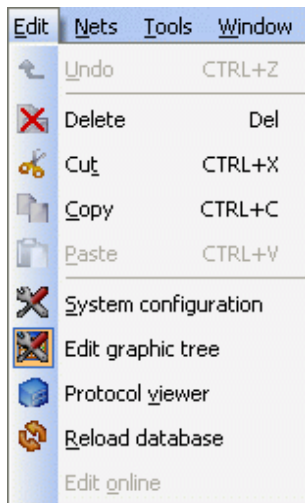 Edit Nets Tools Window
Undo CTRL+Z
Delete Del
Cut CTRL+X
Copy CTRL+C
Paste CTRL+V
System configuration
Edit graphic tree
Protocol viewer
Reload database
Edit online